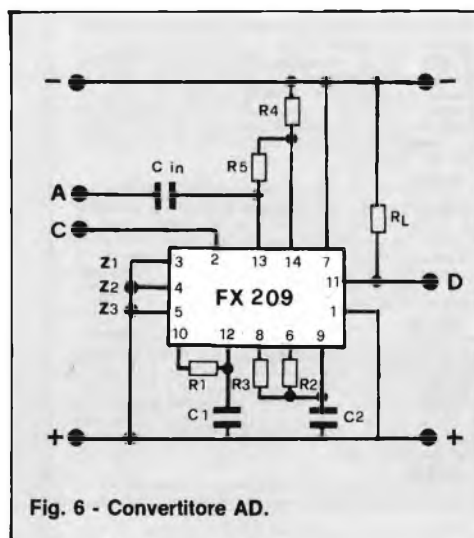 − −
R4
C in R5
A
RL
C
Z1 3 2 13 14 7
Z2 4 11 D
FX 209
Z3 5 1
10 12 8 6 9
R1 R3 R2
C1 C2
+ +
Fig. 6 - Convertitore AD.